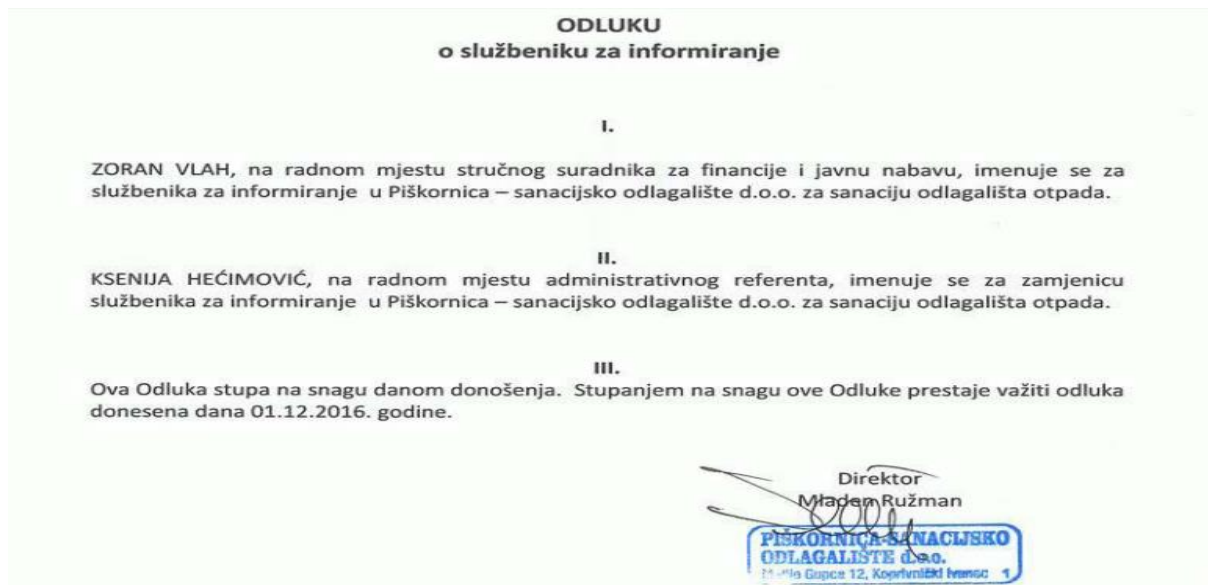 ODLUKU
o službeniku za informiranje
I.
ZORAN VLAH, na radnom mjestu stručnog suradnika za financije i javnu nabavu, imenuje se za
službenika za informiranje u Piškornica – sanacijsko odlagalište d.o.o. za sanaciju odlagališta otpada.
II.
KSENIJA HEĆIMOVIĆ, na radnom mjestu administrativnog referenta, imenuje se za zamjenicu
službenika za informiranje u Piškornica – sanacijsko odlagalište d.o.o. za sanaciju odlagališta otpada.
III.
Ova Odluka stupa na snagu danom donošenja. Stupanjem na snagu ove Odluke prestaje važiti odluka
donesena dana 01.12.2016. godine.
Direktor
Mladen Ružman
PIŠKORNICA-SANACIJSKO
ODLAGALIŠTE d.o.o.
Matije Gupca 12, Koprivnički Ivanec 1